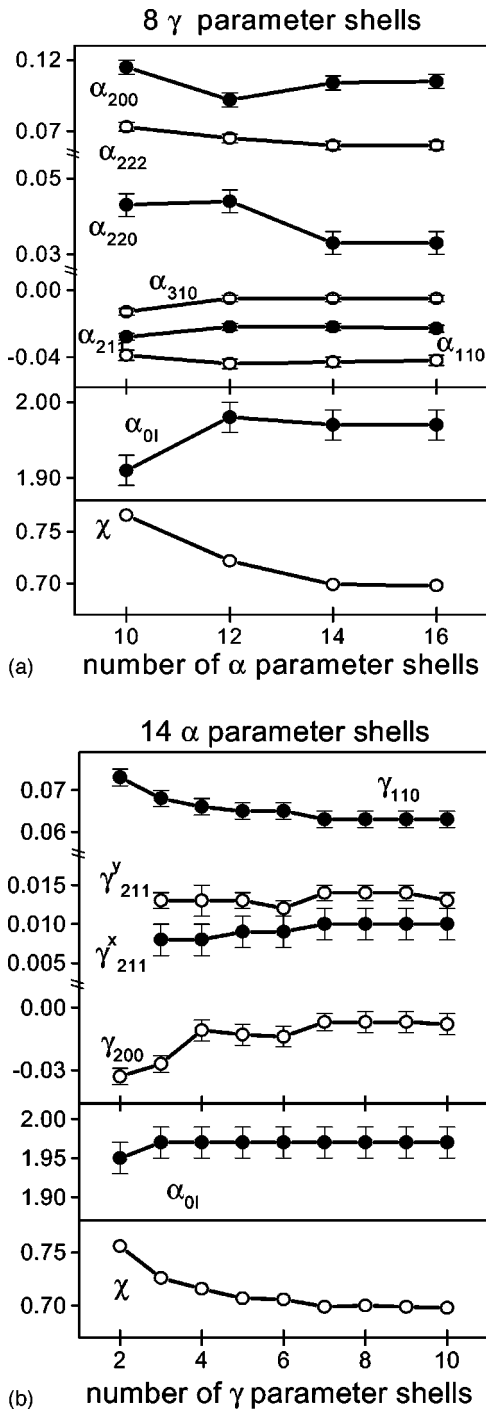 8 γ parameter shells
0.12
α200
0.07
α222
0.05
α220
0.03
α310
0.00
α211
α110
-0.04
2.00
α0I
1.90
χ
0.75
0.70
10 12 14 16
(a) number of α parameter shells
14 α parameter shells
0.07
γ110
0.06
γy211
0.015
0.010
γx211
0.005
0.00
γ200
-0.03
2.00
1.95
α0I
1.90
0.75
χ
0.70
2 4 6 8 10
(b) number of γ parameter shells